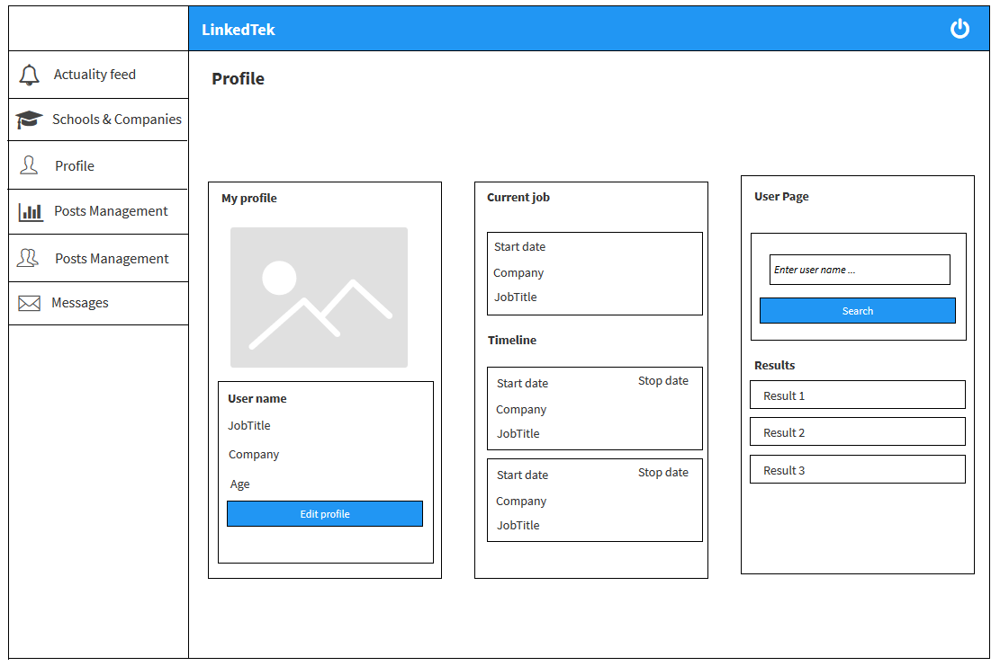 LinkedTek
Actuality feed
Schools & Companies
Profile
Posts Management
Posts Management
Messages
Profile
My profile
User name
JobTitle
Company
Age
Edit profile
Current job
Start date
Company
JobTitle
Timeline
Start date Stop date
Company
JobTitle
Start date Stop date
Company
JobTitle
User Page
Enter user name ...
Search
Results
Result 1
Result 2
Result 3